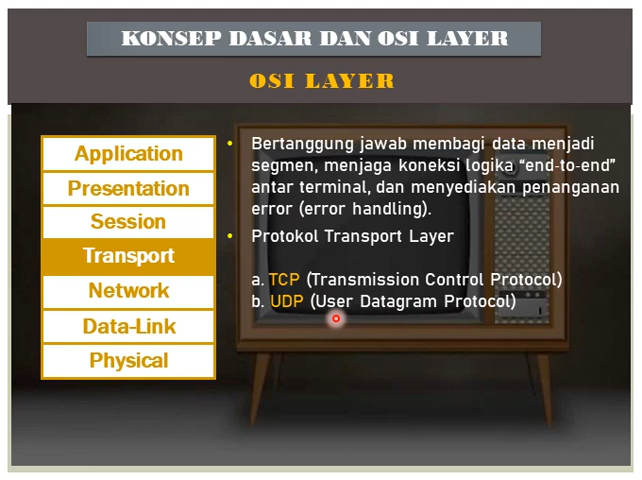 KONSEP DASAR DAN OSI LAYER
OSI LAYER
Application
Presentation
Session
Transport
Network
Data-Link
Physical
• Bertanggung jawab membagi data menjadi
segmen, menjaga koneksi logika “end-to-end”
antar terminal, dan menyediakan penanganan
error (error handling).
• Protokol Transport Layer
a. TCP (Transmission Control Protocol)
b. UDP (User Datagram Protocol)